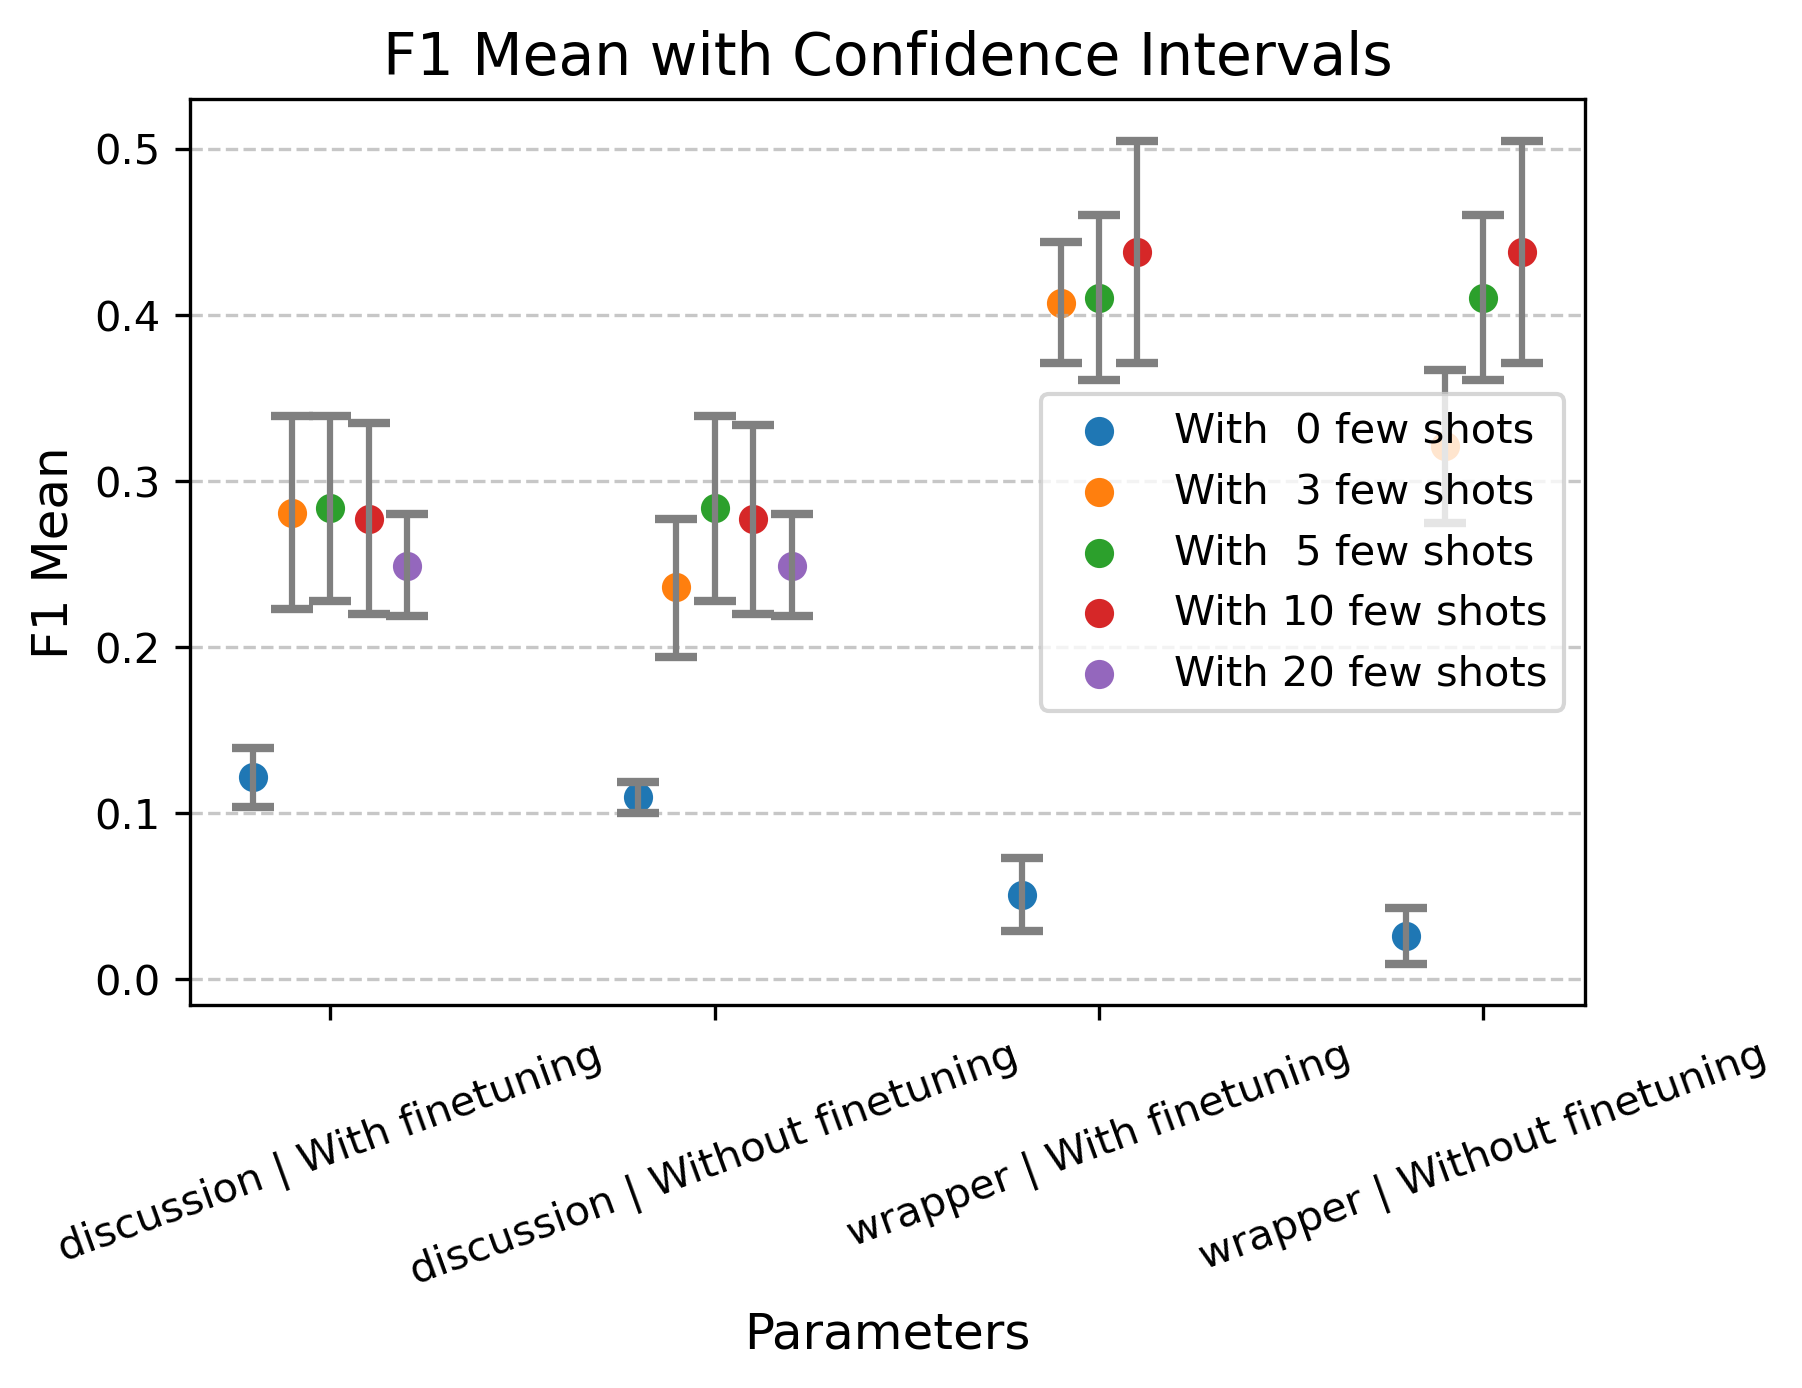 F1 Mean with Confidence Intervals
F1 Mean
0.5
0.4
0.3
0.2
0.1
0.0
With  0 few shots
With  3 few shots
With  5 few shots
With 10 few shots
With 20 few shots
discussion | With finetuning
discussion | Without finetuning
wrapper | With finetuning
wrapper | Without finetuning
Parameters